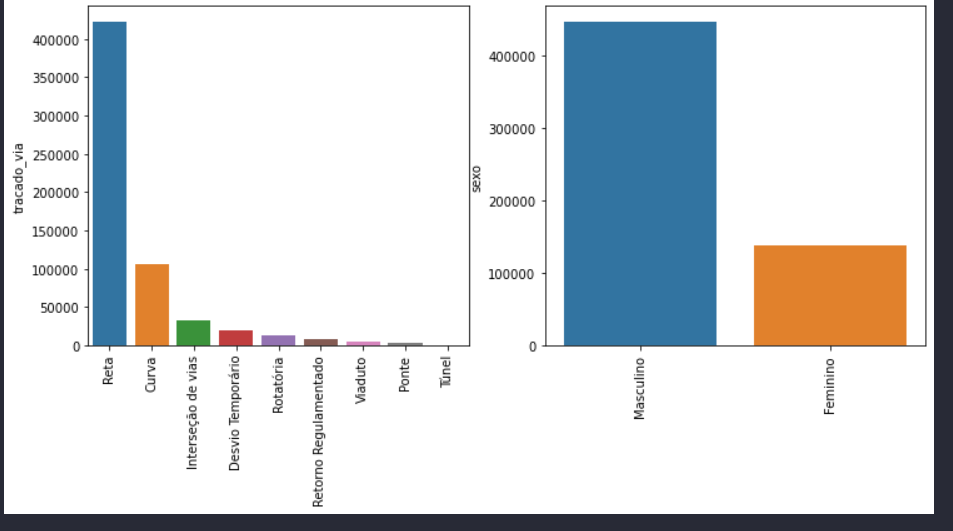 tracado_via
400000
350000
300000
250000
200000
150000
100000
50000
0
Reta
Curva
Interseção de vias
Desvio Temporário
Rotatória
Retorno Regulamentado
Viaduto
Ponte
Túnel
sexo
400000
300000
200000
100000
0
Masculino
Feminino